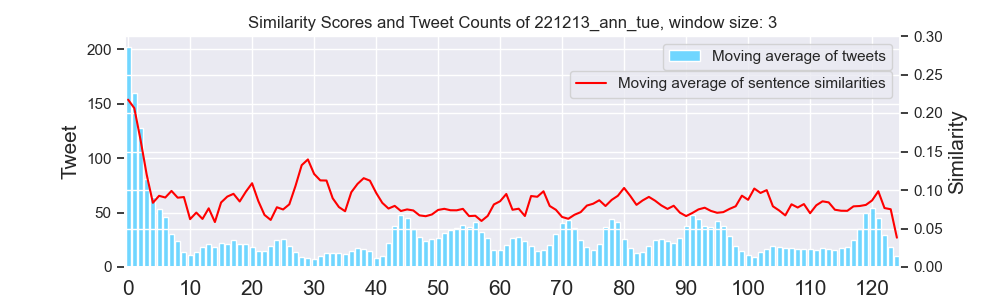 Similarity Scores and Tweet Counts of 221213_ann_tue, window size: 3
Moving average of tweets
Moving average of sentence similarities
Tweet
Similarity
200
150
100
50
0
0.30
0.25
0.20
0.15
0.10
0.05
0.00
0 10 20 30 40 50 60 70 80 90 100 110 120